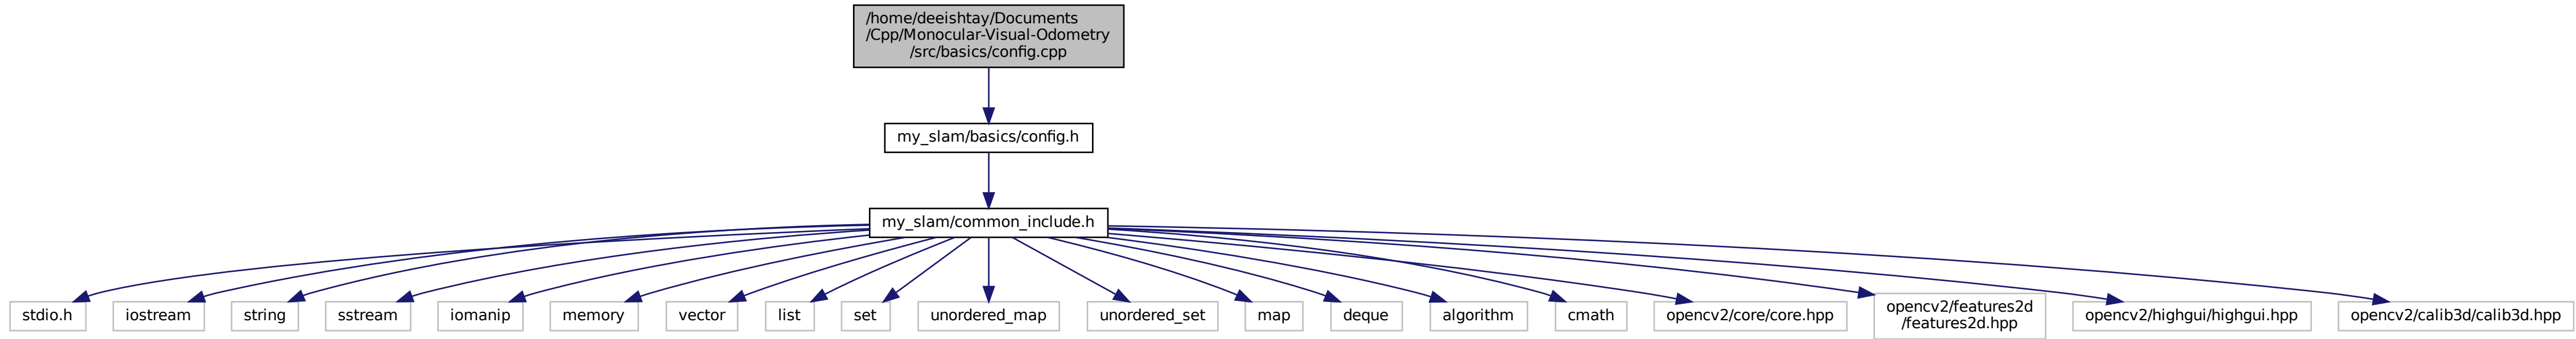 /home/deeishtay/Documents
/Cpp/Monocular-Visual-Odometry
/src/basics/config.cpp
my_slam/basics/config.h
my_slam/common_include.h
stdio.h
iostream
string
sstream
iomanip
memory
vector
list
set
unordered_map
unordered_set
map
deque
algorithm
cmath
opencv2/core/core.hpp
opencv2/features2d
/features2d.hpp
opencv2/highgui/highgui.hpp
opencv2/calib3d/calib3d.hpp